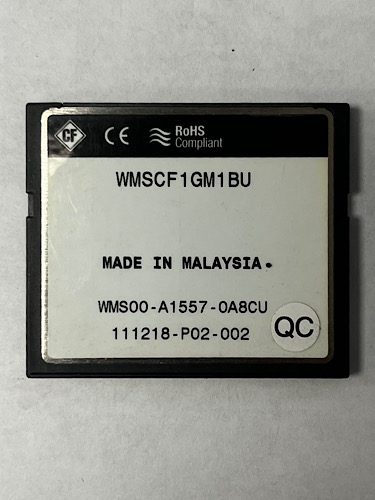 CF CE RoHS
Compliant
WMSCF1GM1BU
MADE IN MALAYSIA.
WMS00-A1557-0A8CU
111218-P02-002
QC